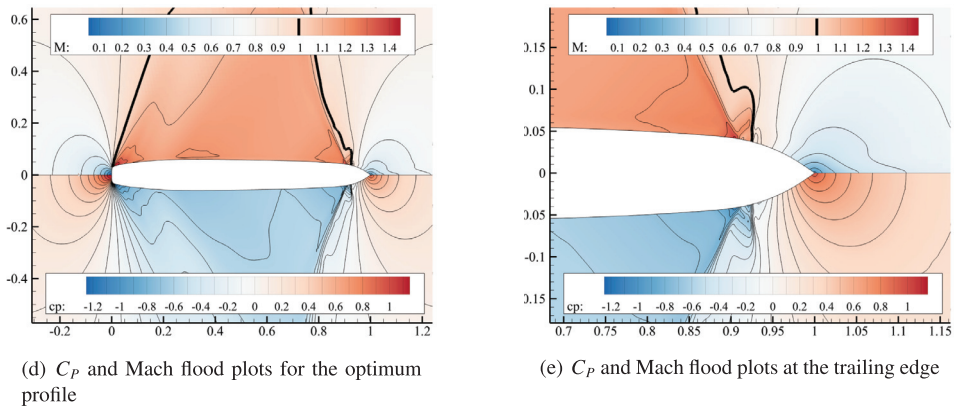 0.6
M: 0.1 0.2 0.3 0.4 0.5 0.6 0.7 0.8 0.9 1 1.1 1.2 1.3 1.4
0.4
0.2
0
-0.2
-0.4
cp: -1.2 -1 -0.8 -0.6 -0.4 -0.2 0 0.2 0.4 0.6 0.8 1
-0.2 0 0.2 0.4 0.6 0.8 1 1.2
(d) C_P and Mach flood plots for the optimum
profile
0.15
M: 0.1 0.2 0.3 0.4 0.5 0.6 0.7 0.8 0.9 1 1.1 1.2 1.3 1.4
0.1
0.05
0
0.05
-0.1
0.15
cp: -1.2 -1 -0.8 -0.6 -0.4 -0.2 0 0.2 0.4 0.6 0.8 1
0.7 0.75 0.8 0.85 0.9 0.95 1 1.05 1.1 1.15
(e) C_P and Mach flood plots at the trailing edge